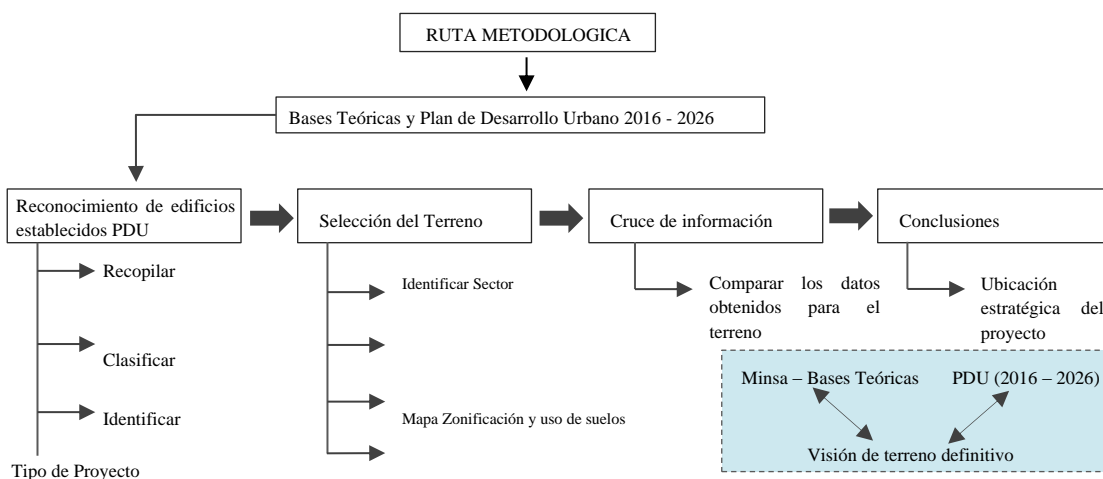 RUTA METODOLOGICA
Bases Teóricas y Plan de Desarrollo Urbano 2016 - 2026
Reconocimiento de edificios
establecidos PDU
Recopilar
Clasificar
Identificar
Tipo de Proyecto
Selección del Terreno
Identificar Sector
Mapa Zonificación y uso de suelos
Cruce de información
Comparar los datos
obtenidos para el
terreno
Conclusiones
Ubicación
estratégica del
proyecto
Minsa – Bases Teóricas
PDU (2016 – 2026)
Visión de terreno definitivo